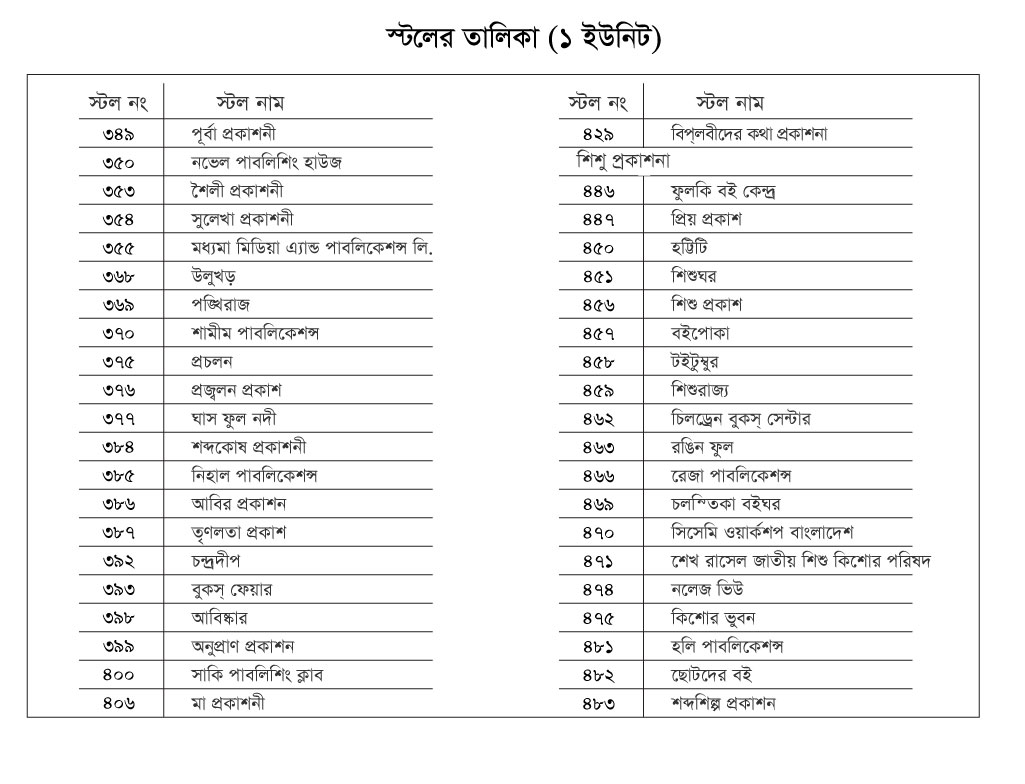 স্টলের তালিকা (১ ইউনিট)
স্টল নং স্টল নাম
৩৪৯ পূর্বা প্রকাশনী
৩৫০ নভেল পাবলিশিং হাউজ
৩৫৩ শৈলী প্রকাশনী
৩৫৪ সুলেখা প্রকাশনী
৩৫৫ মধ্যমা মিডিয়া এ্যান্ড পাবলিকেশন্স লি.
৩৬৮ উলুখড়
৩৬৯ পঙ্খিরাজ
৩৭০ শামীম পাবলিকেশন্স
৩৭৫ প্রচলন
৩৭৬ প্রজ্বলন প্রকাশ
৩৭৭ ঘাস ফুল নদী
৩৮৪ শব্দকোষ প্রকাশনী
৩৮৫ নিহাল পাবলিকেশন্স
৩৮৬ আবির প্রকাশন
৩৮৭ তৃণলতা প্রকাশ
৩৯২ চন্দ্রদীপ
৩৯৩ বুকস্ ফেয়ার
৩৯৮ আবিষ্কার
৩৯৯ অনুপ্রাণ প্রকাশন
৪০০ সাকি পাবলিশিং ক্লাব
৪০৬ মা প্রকাশনী
স্টল নং স্টল নাম
৪২৯ বিপ্লবীদের কথা প্রকাশনা
শিশু প্রকাশনা
৪৪৬ ফুলকি বই কেন্দ্র
৪৪৭ প্রিয় প্রকাশ
৪৫০ হট্টিটি
৪৫১ শিশুঘর
৪৫৬ শিশু প্রকাশ
৪৫৭ বইপোকা
৪৫৮ টইটুম্বুর
৪৫৯ শিশুরাজ্য
৪৬২ চিলড্রেন বুকস্ সেন্টার
৪৬৩ রঙিন ফুল
৪৬৬ রেজা পাবলিকেশন্স
৪৬৯ চলন্তিকা বইঘর
৪৭০ সিসেমি ওয়ার্কশপ বাংলাদেশ
৪৭১ শেখ রাসেল জাতীয় শিশু কিশোর পরিষদ
৪৭৪ নলেজ ভিউ
৪৭৫ কিশোর ভুবন
৪৮১ হলি পাবলিকেশন্স
৪৮২ ছোটদের বই
৪৮৩ শব্দশিল্প প্রকাশন